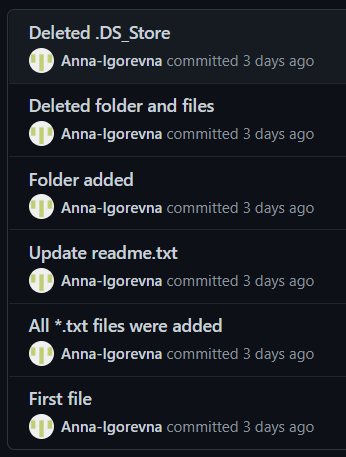 Deleted .DS_Store
Anna-Igorevna committed 3 days ago
Deleted folder and files
Anna-Igorevna committed 3 days ago
Folder added
Anna-Igorevna committed 3 days ago
Update readme.txt
Anna-Igorevna committed 3 days ago
All *.txt files were added
Anna-Igorevna committed 3 days ago
First file
Anna-Igorevna committed 3 days ago